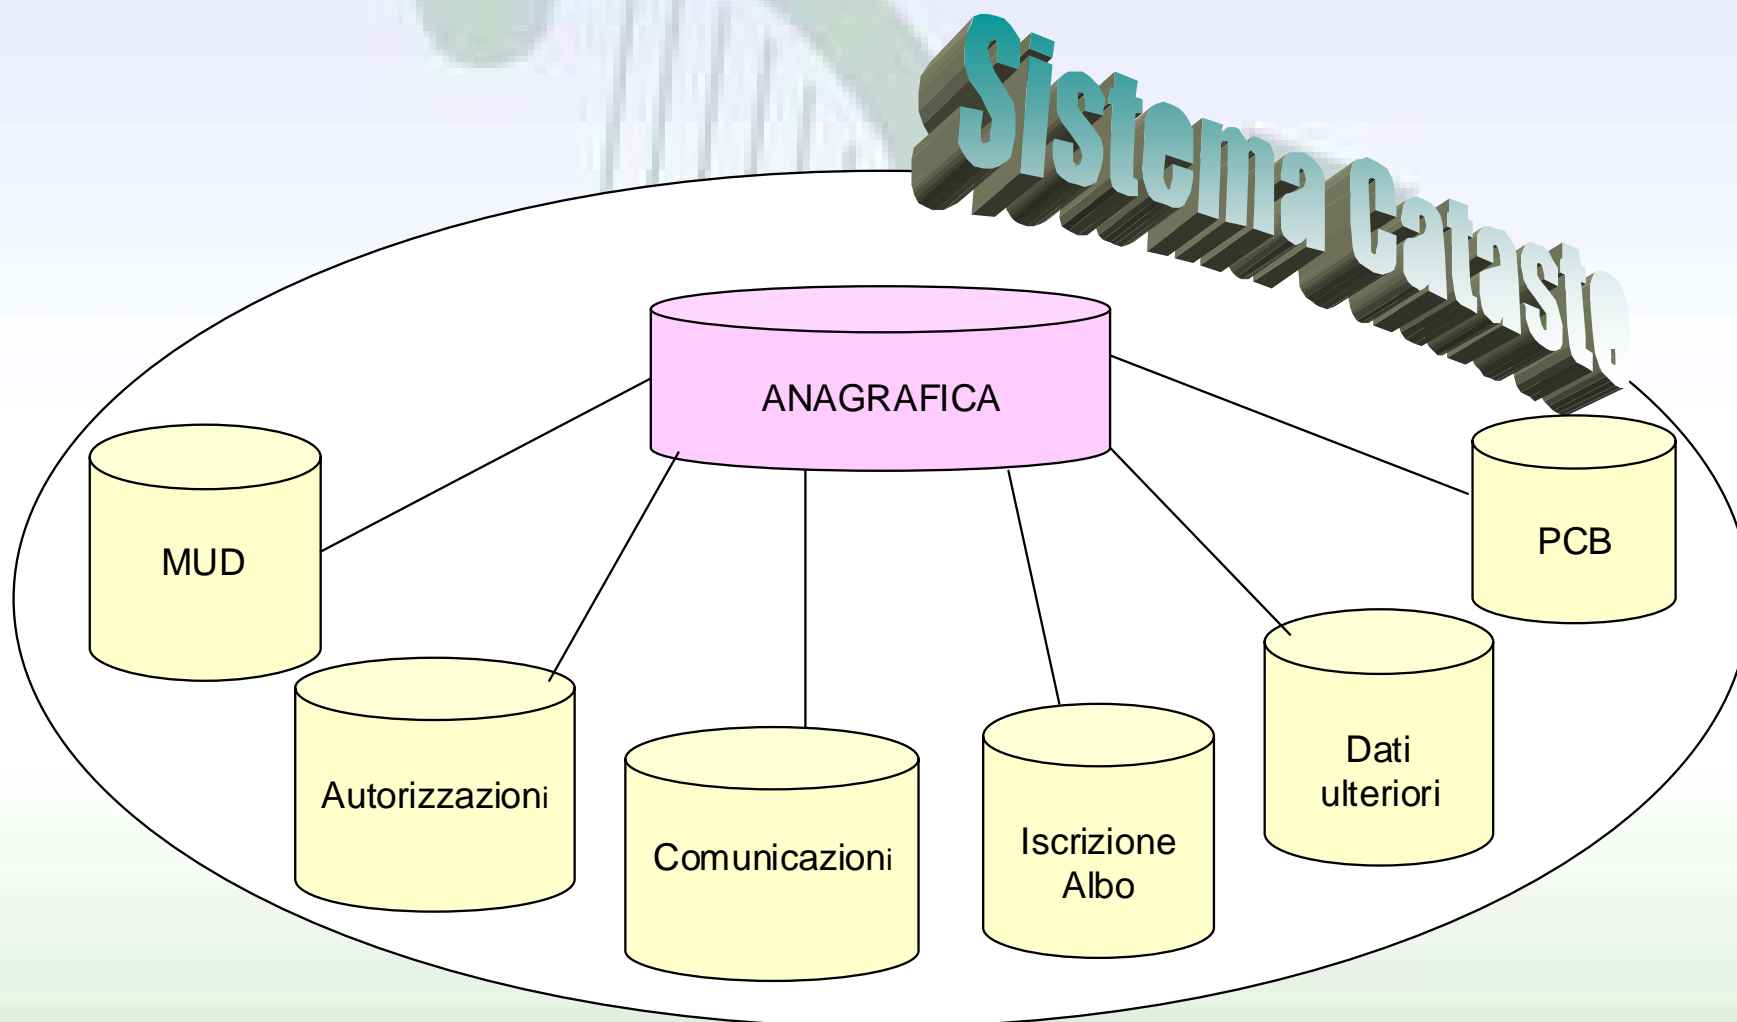 Sistema Catasto
ANAGRAFICA
MUD
PCB
Autorizzazioni
Comunicazioni
Iscrizione
Albo
Dati
ulteriori